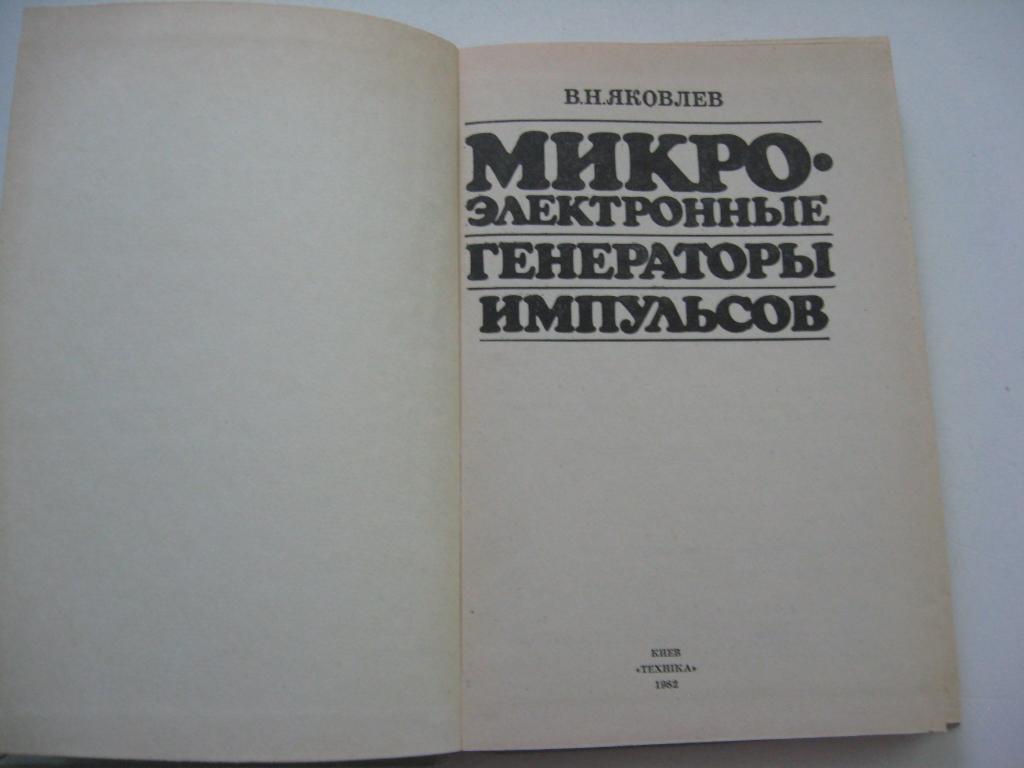 В.Н.ЯКОВЛЕВ
МИКРО-
ЭЛЕКТРОННЫЕ
ГЕНЕРАТОРЫ
ИМПУЛЬСОВ
КИЕВ
«ТЕХНІКА»
1982